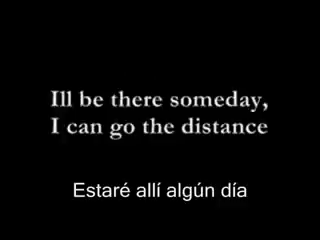 Ill be there someday,
I can go the distance
Estaré allí algún día